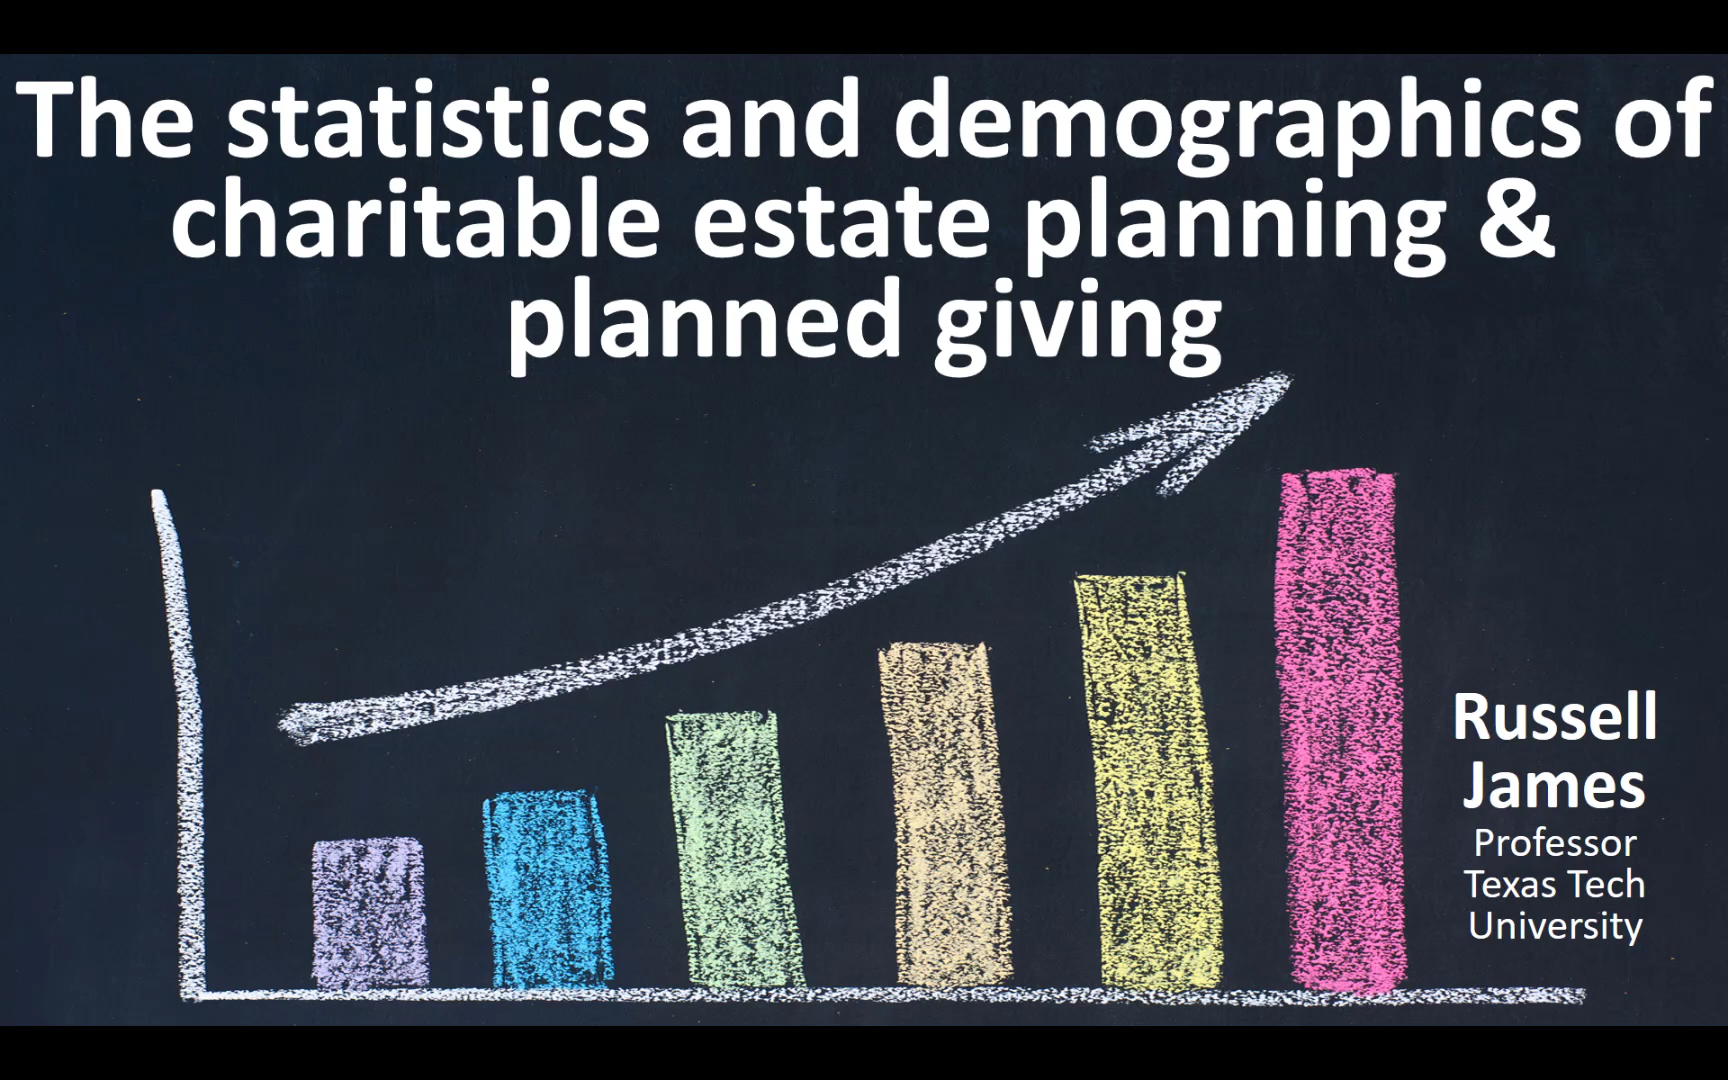 The statistics and demographics of
charitable estate planning &
planned giving
Russell
James
Professor
Texas Tech
University